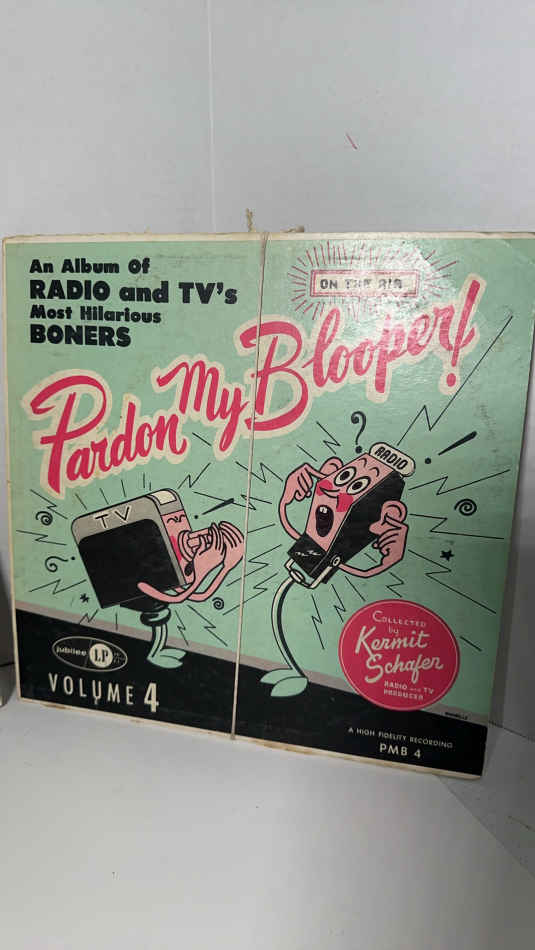 An Album Of
RADIO and TV's
Most Hilarious
BONERS
ON THE AIR
Pardon My Blooper!
RADIO
TV
COLLECTED
by
Kermit
Schafer
RADIO AND TV
PRODUCER
jubilee LP
VOLUME 4
A HIGH FIDELITY RECORDING
PMB 4